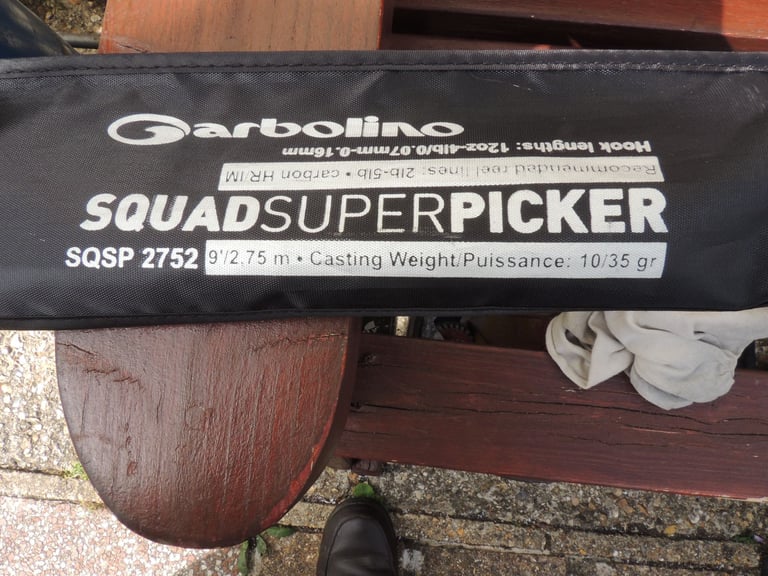 Garbolino
Hook lengths: 12oz-4lb/0.07mm-0.16mm
Recommended reel lines: 2lb-5lb • carbon HR/IM
SQUADSUPERPICKER
SQSP 2752 9'/2.75 m • Casting Weight/Puissance: 10/35 gr